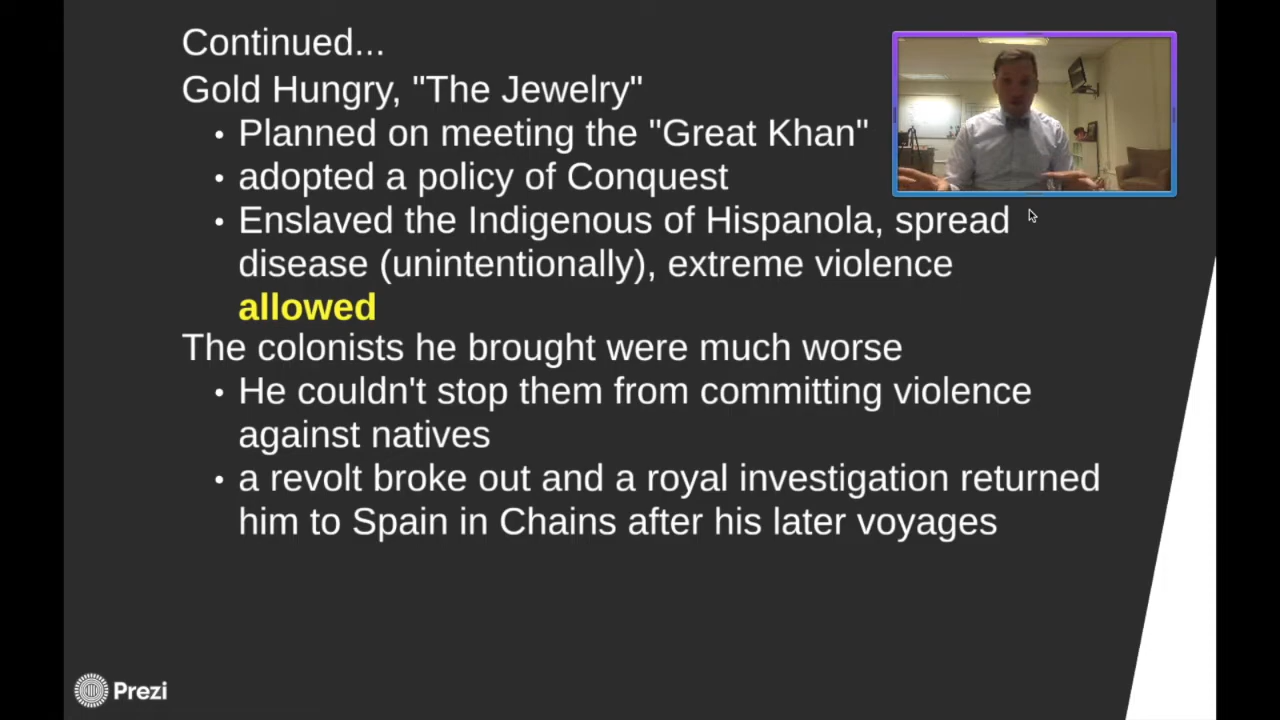 Continued...
Gold Hungry, "The Jewelry"
• Planned on meeting the "Great Khan"
• adopted a policy of Conquest
• Enslaved the Indigenous of Hispanola, spread
disease (unintentionally), extreme violence
allowed
The colonists he brought were much worse
• He couldn't stop them from committing violence
against natives
• a revolt broke out and a royal investigation returned
him to Spain in Chains after his later voyages
Prezi